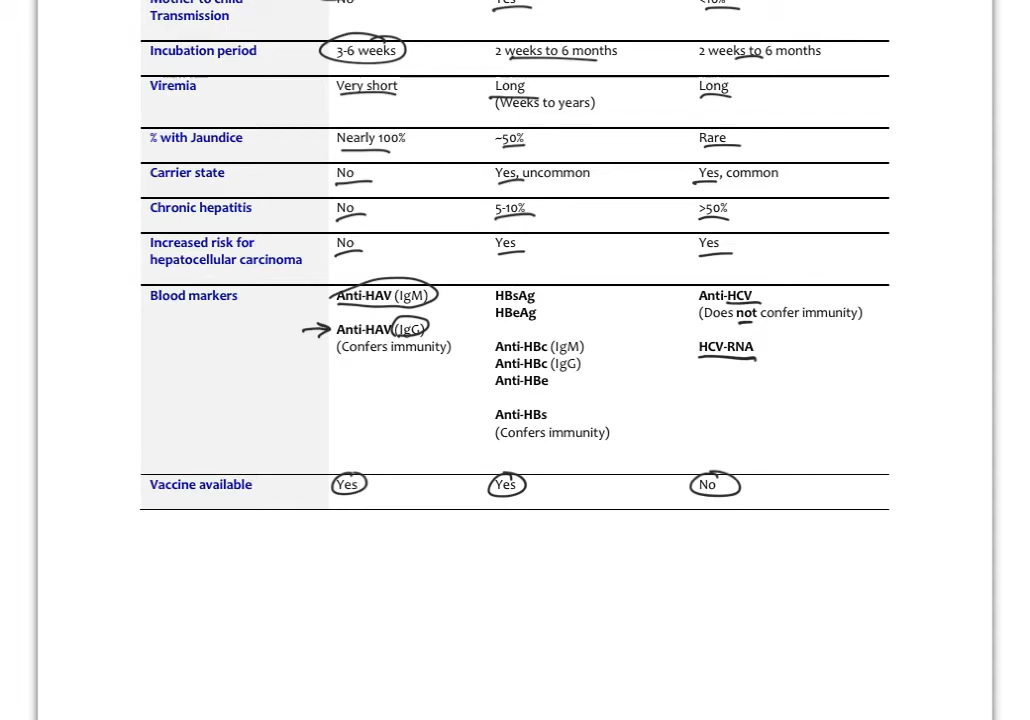 Mother to child
Transmission
No
Yes
<10%
Incubation period
3-6 weeks
2 weeks to 6 months
2 weeks to 6 months
Viremia
Very short
Long
(Weeks to years)
Long
% with Jaundice
Nearly 100%
~50%
Rare
Carrier state
No
Yes, uncommon
Yes, common
Chronic hepatitis
No
5-10%
>50%
Increased risk for
hepatocellular carcinoma
No
Yes
Yes
Blood markers
Anti-HAV (IgM)
Anti-HAV (IgG)
(Confers immunity)
HBsAg
HBeAg
Anti-HBc (IgM)
Anti-HBc (IgG)
Anti-HBe
Anti-HBs
(Confers immunity)
Anti-HCV
(Does not confer immunity)
HCV-RNA
Vaccine available
Yes
Yes
No